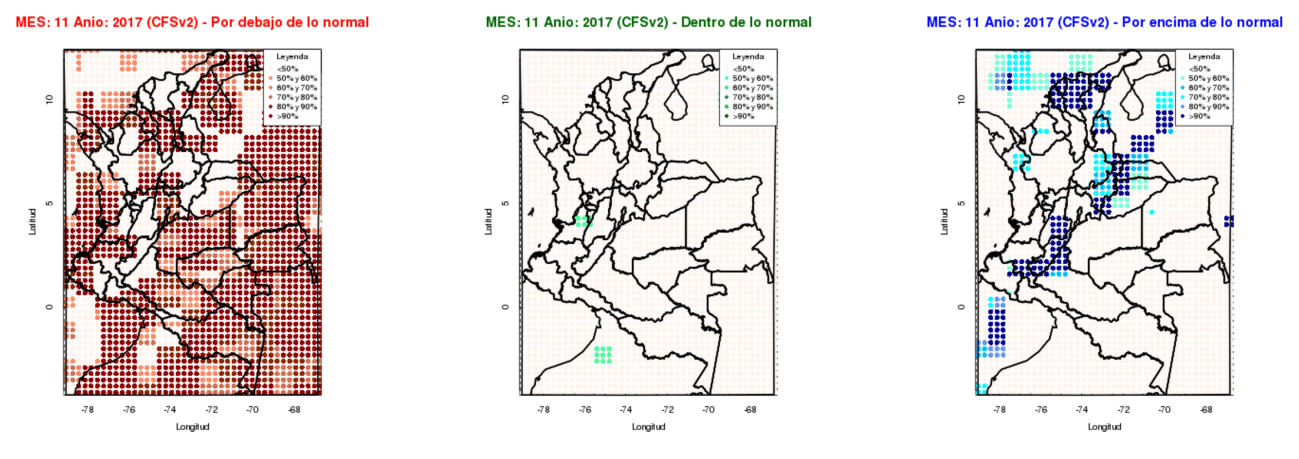 MES: 11 Anio: 2017 (CFSv2) - Por debajo de lo normal
Leyenda
<50%
50% y 60%
60% y 70%
70% y 80%
80% y 90%
>90%
10
5
0
Latitud
-78
-76
-74
-72
-70
-68
Longitud
MES: 11 Anio: 2017 (CFSv2) - Dentro de lo normal
Leyenda
<50%
50% y 60%
60% y 70%
70% y 80%
80% y 90%
>90%
10
5
0
Latitud
-78
-76
-74
-72
-70
-68
Longitud
MES: 11 Anio: 2017 (CFSv2) - Por encima de lo normal
Leyenda
<50%
50% y 60%
60% y 70%
70% y 80%
80% y 90%
>90%
10
5
0
Latitud
-78
-76
-74
-72
-70
-68
Longitud